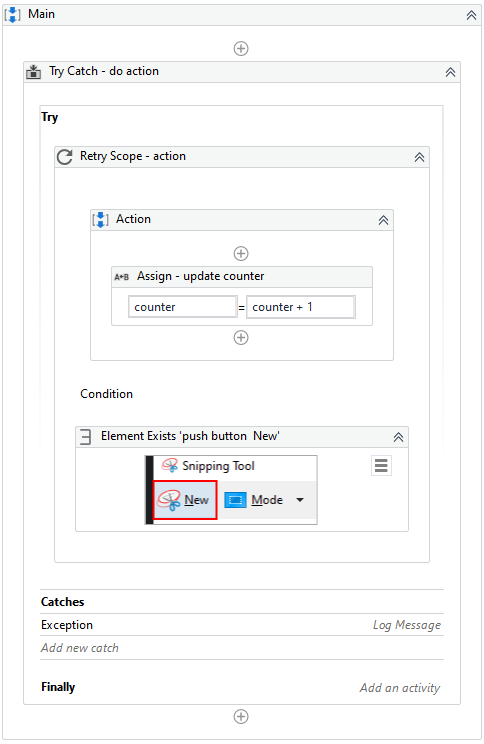 Main
Try Catch - do action
Try
Retry Scope - action
Action
A+B Assign - update counter
counter = counter + 1
Condition
Element Exists 'push button  New'
Snipping Tool
New Mode
Catches
Exception Log Message
Add new catch
Finally Add an activity